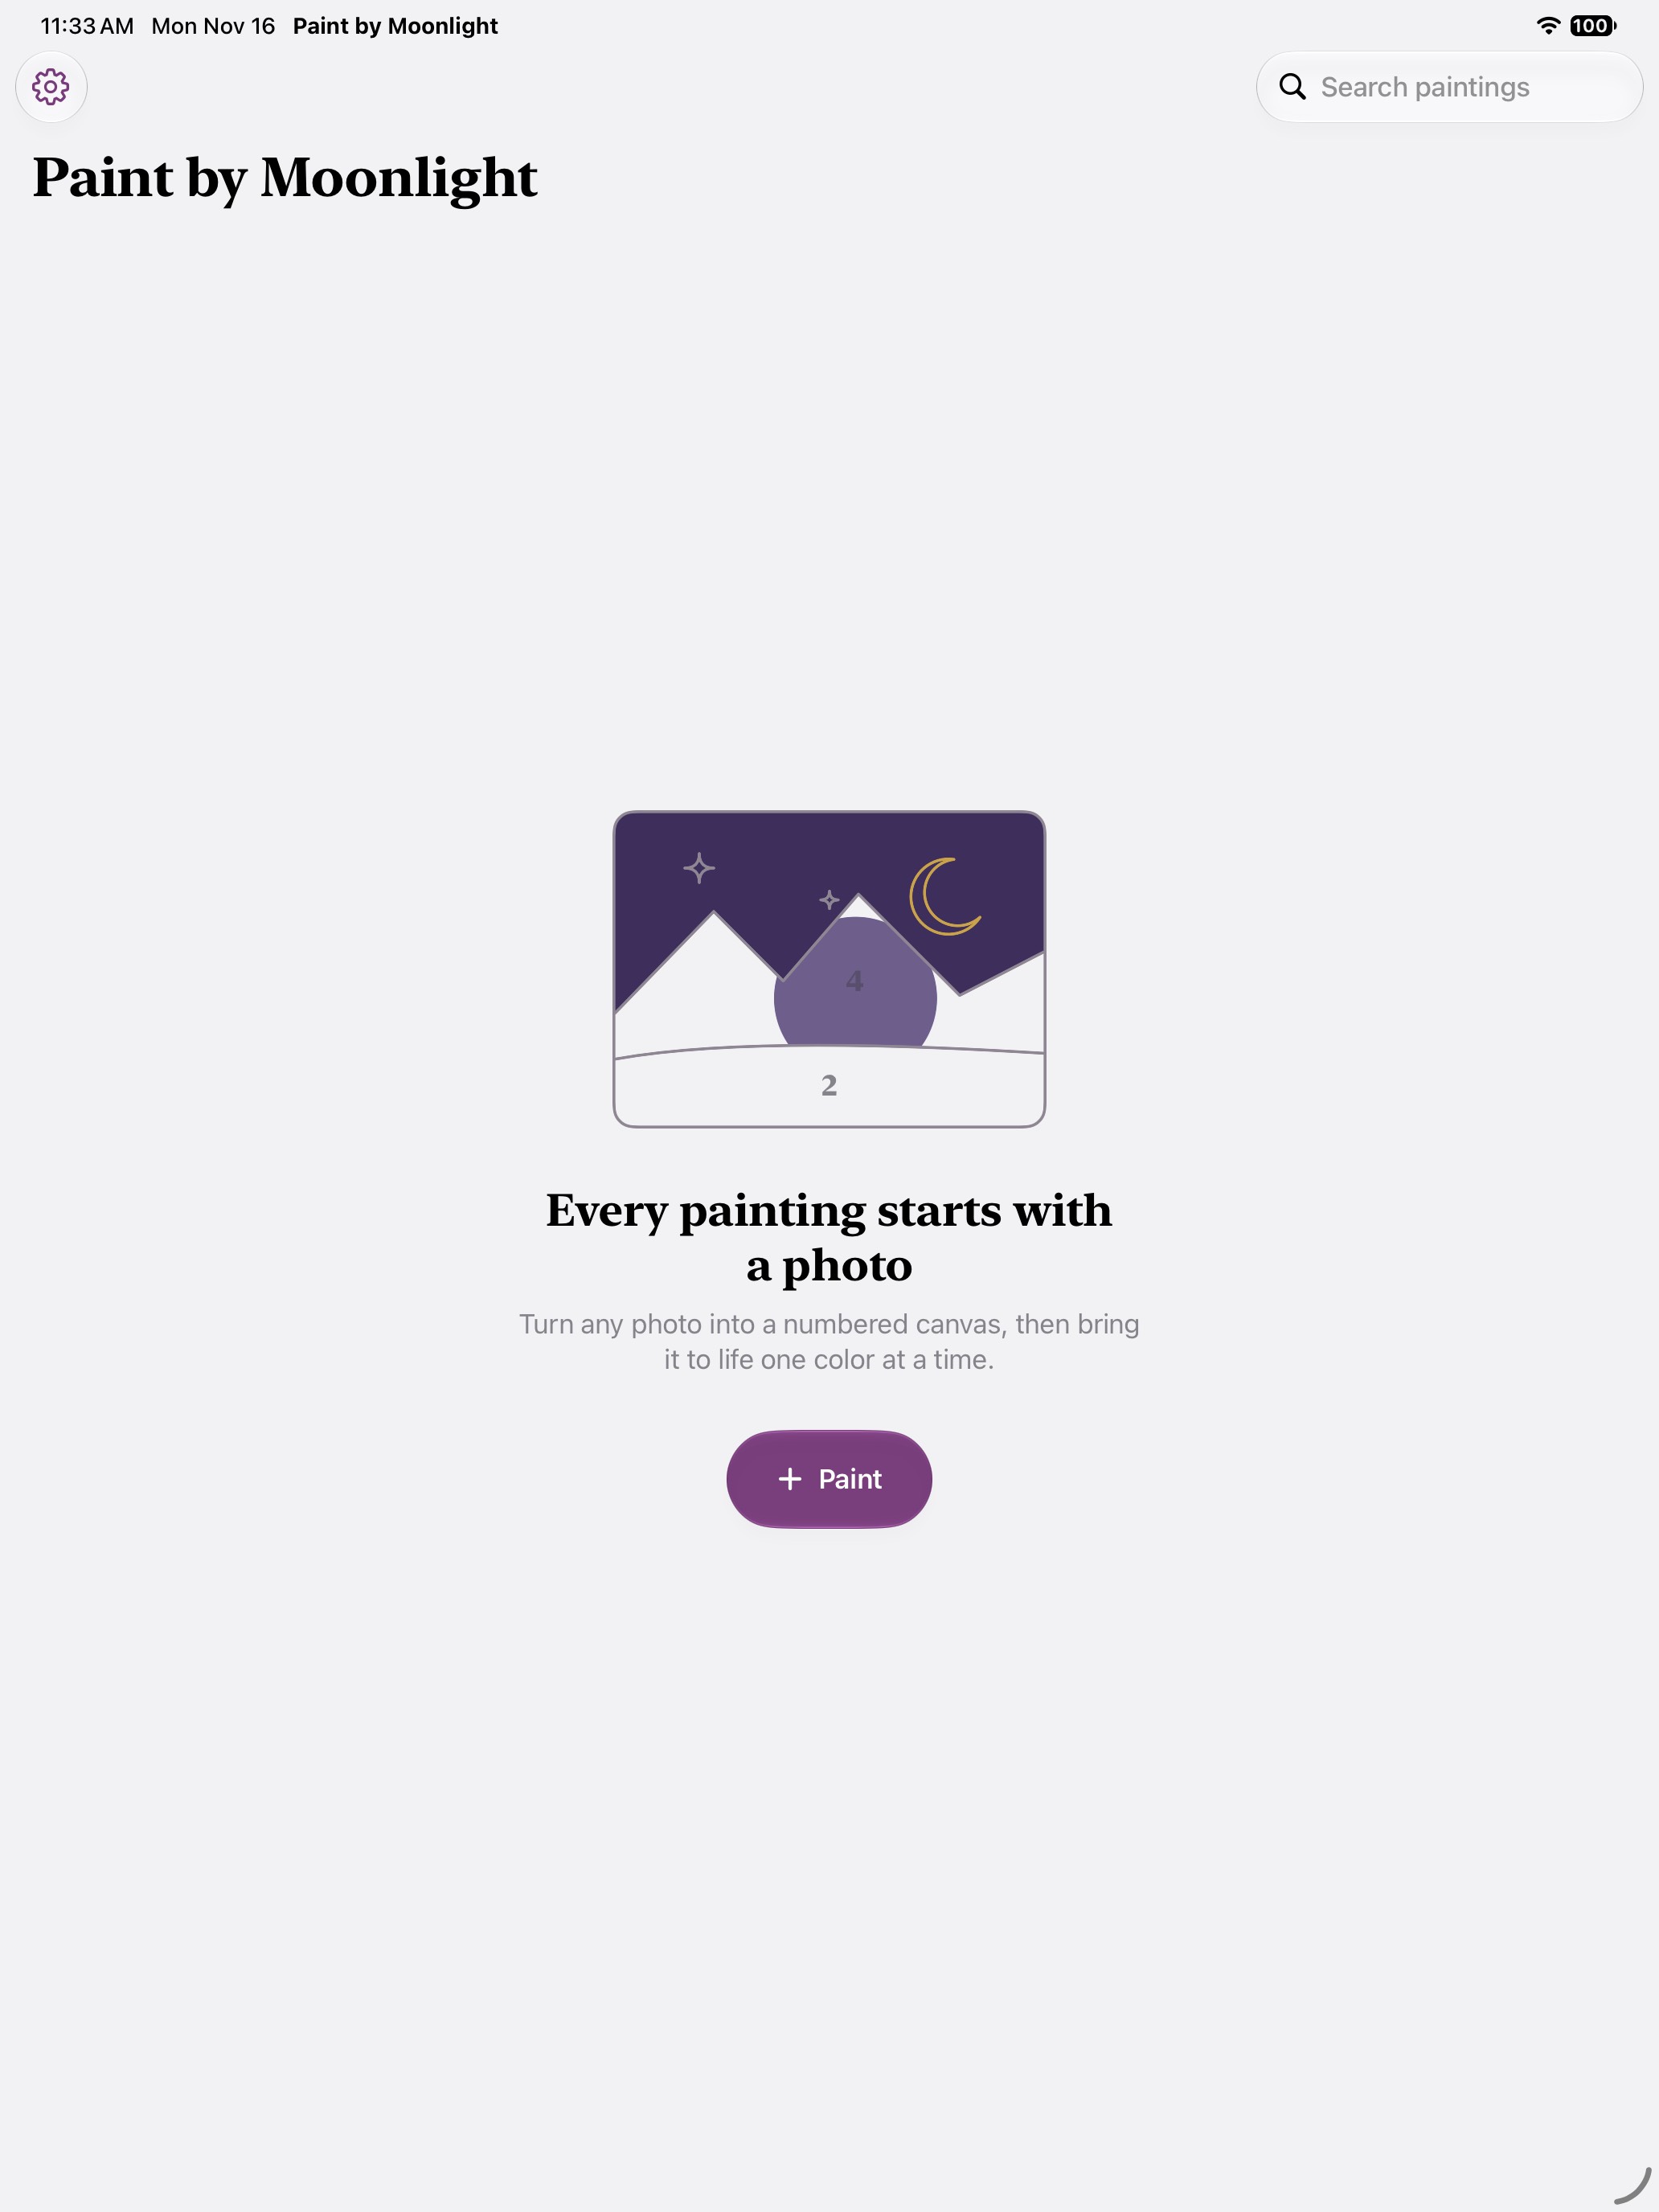 11:33 AM Mon Nov 16 Paint by Moonlight
100
Search paintings
Paint by Moonlight
4
2
Every painting starts with
a photo
Turn any photo into a numbered canvas, then bring
it to life one color at a time.
+ Paint